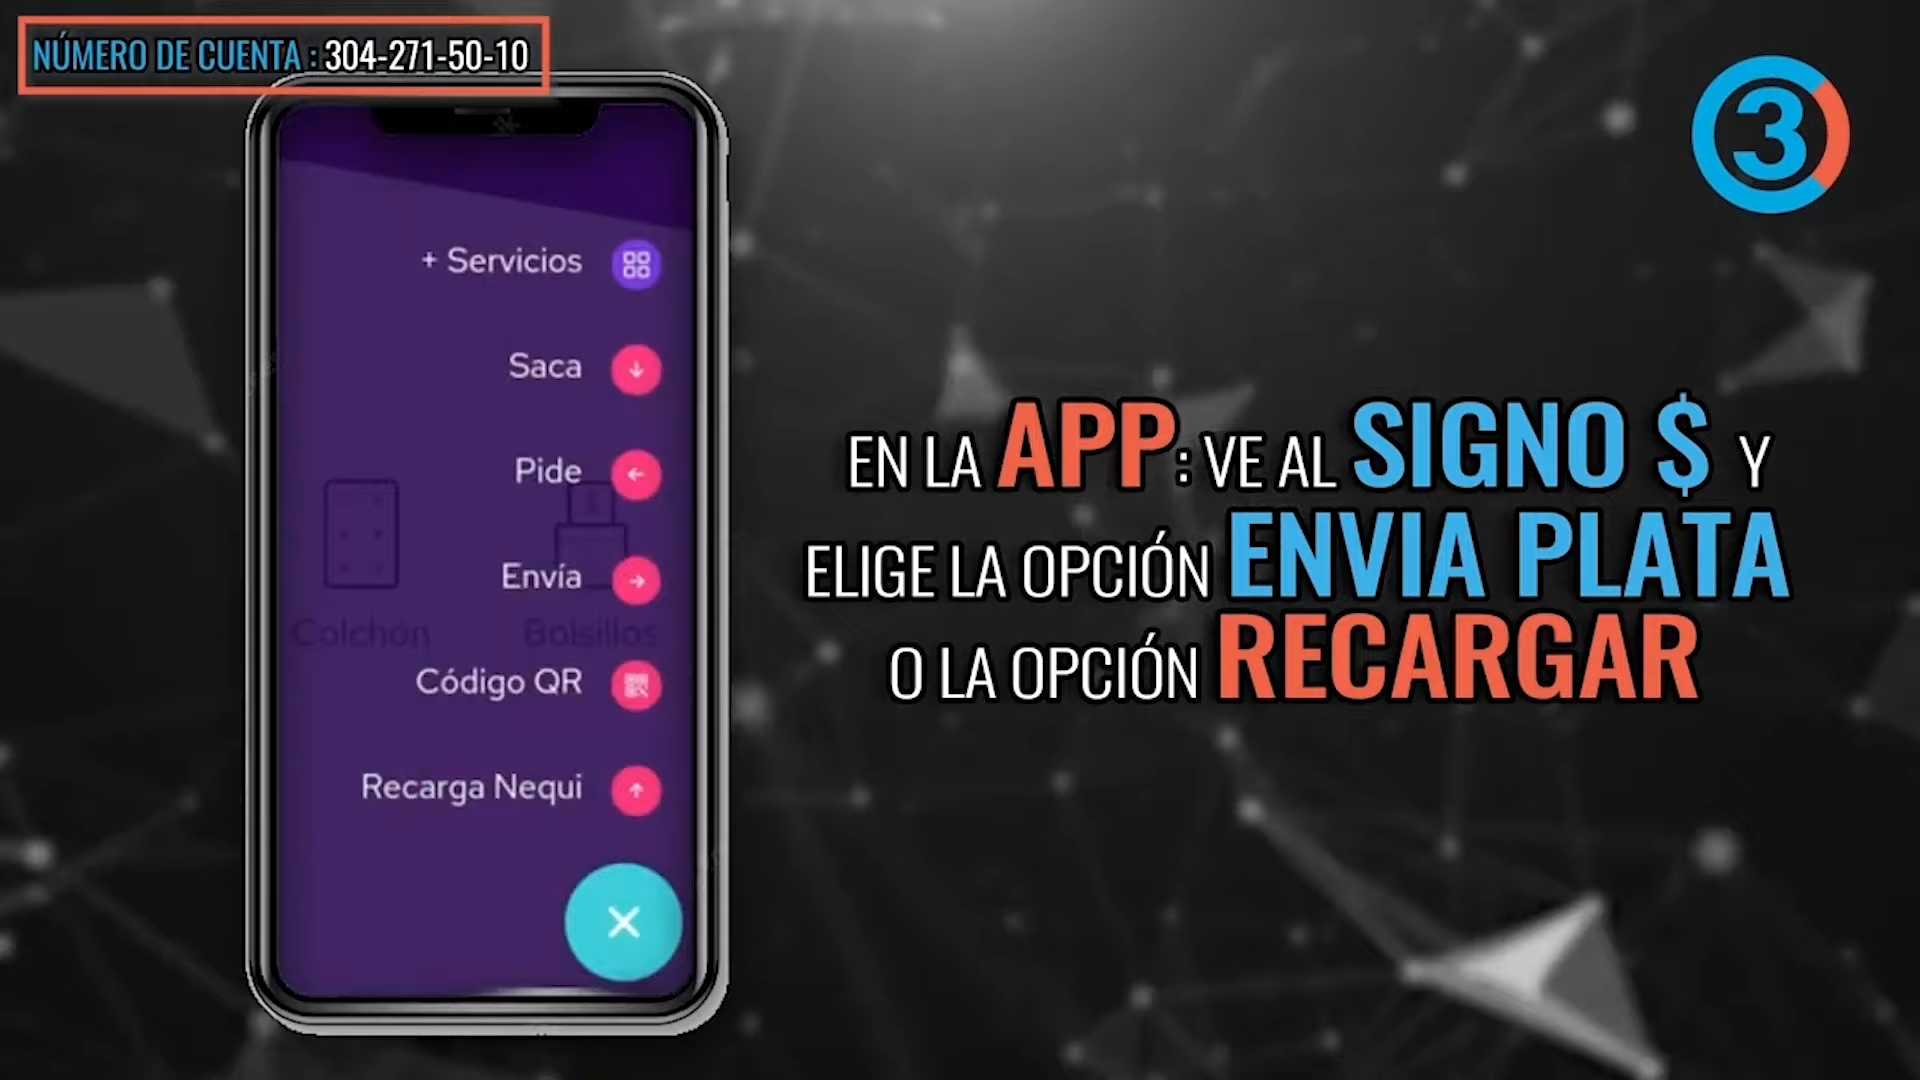 NÚMERO DE CUENTA : 304-271-50-10
3
+ Servicios
Saca
Pide
Envía
Colchón Bolsillos
Código QR
Recarga Nequi
EN LA APP: VE AL SIGNO $ Y
ELIGE LA OPCIÓN ENVIA PLATA
O LA OPCIÓN RECARGAR